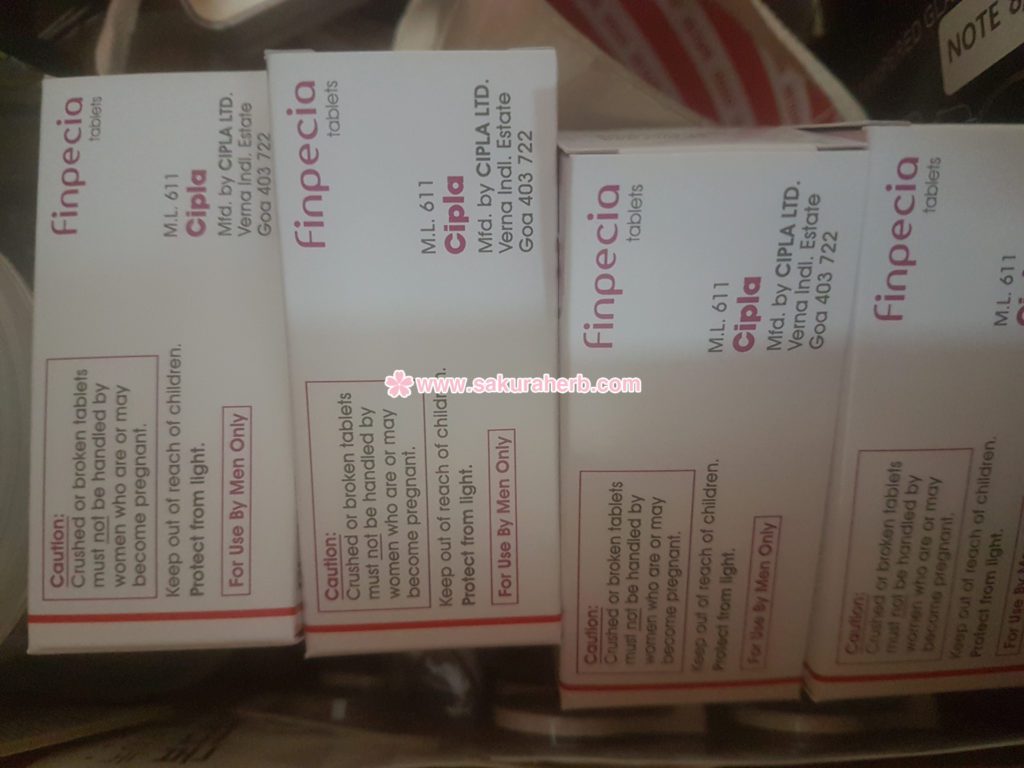 Finpecia
tablets
M.L. 611
Cipla
Mfd. by CIPLA LTD.
Verna Indl. Estate
Goa 403 722
Caution:
Crushed or broken tablets
must not be handled by
women who are or may
become pregnant.
Keep out of reach of children.
Protect from light.
For Use By Men Only
Finpecia
tablets
M.L. 611
Cipla
Mfd. by CIPLA LTD.
Verna Indl. Estate
Goa 403 722
Caution:
Crushed or broken tablets
must not be handled by
women who are or may
become pregnant.
Keep out of reach of children.
Protect from light.
For Use By Men Only
Finpecia
tablets
M.L. 611
Cipla
Mfd. by CIPLA LTD.
Verna Indl. Estate
Goa 403 722
Caution:
Crushed or broken tablets
must not be handled by
women who are or may
become pregnant.
Keep out of reach of children.
Protect from light.
For Use By Men Only
Finpecia
tablets
M.L. 611
Caution:
Crushed or broken tablets
must not be handled by
women who are or may
become pregnant.
Keep out of reach of children.
Protect from light.
For Use By
www.sakuraherb.com
NOTE